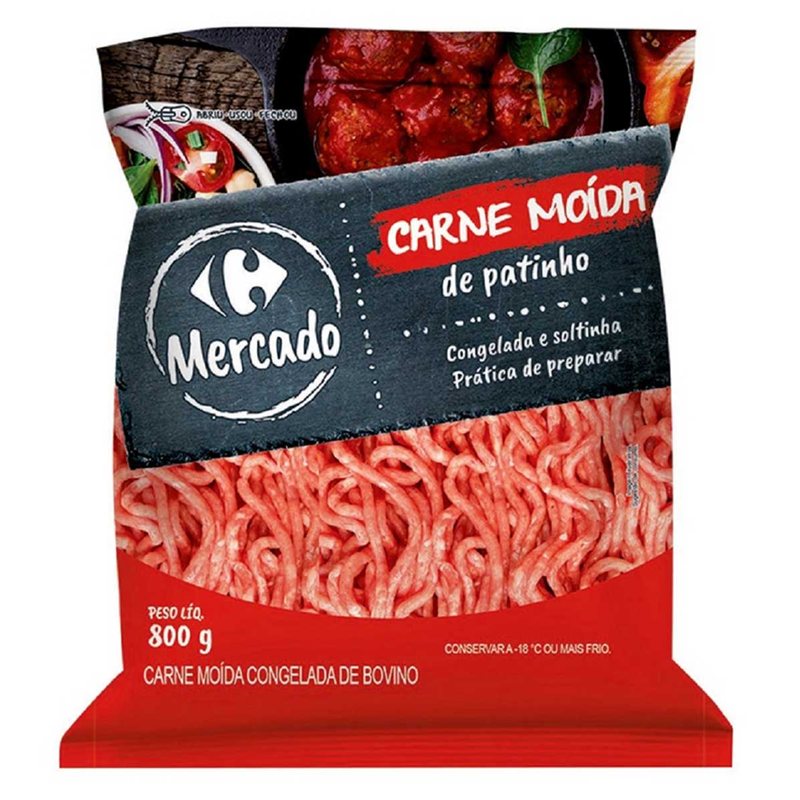 ABRIU-USOU-FECHOU
CARNE MOÍDA
de patinho
Mercado
Congelada e soltinha
Prática de preparar
PESO LÍQ.
800 g
CONSERVAR A -18 °C OU MAIS FRIO.
CARNE MOÍDA CONGELADA DE BOVINO